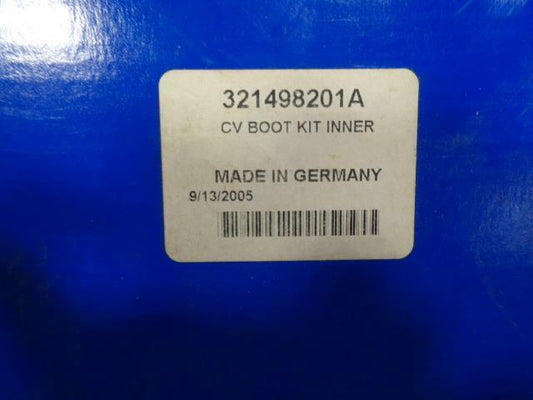 321498201A
CV BOOT KIT INNER
MADE IN GERMANY
9/13/2005